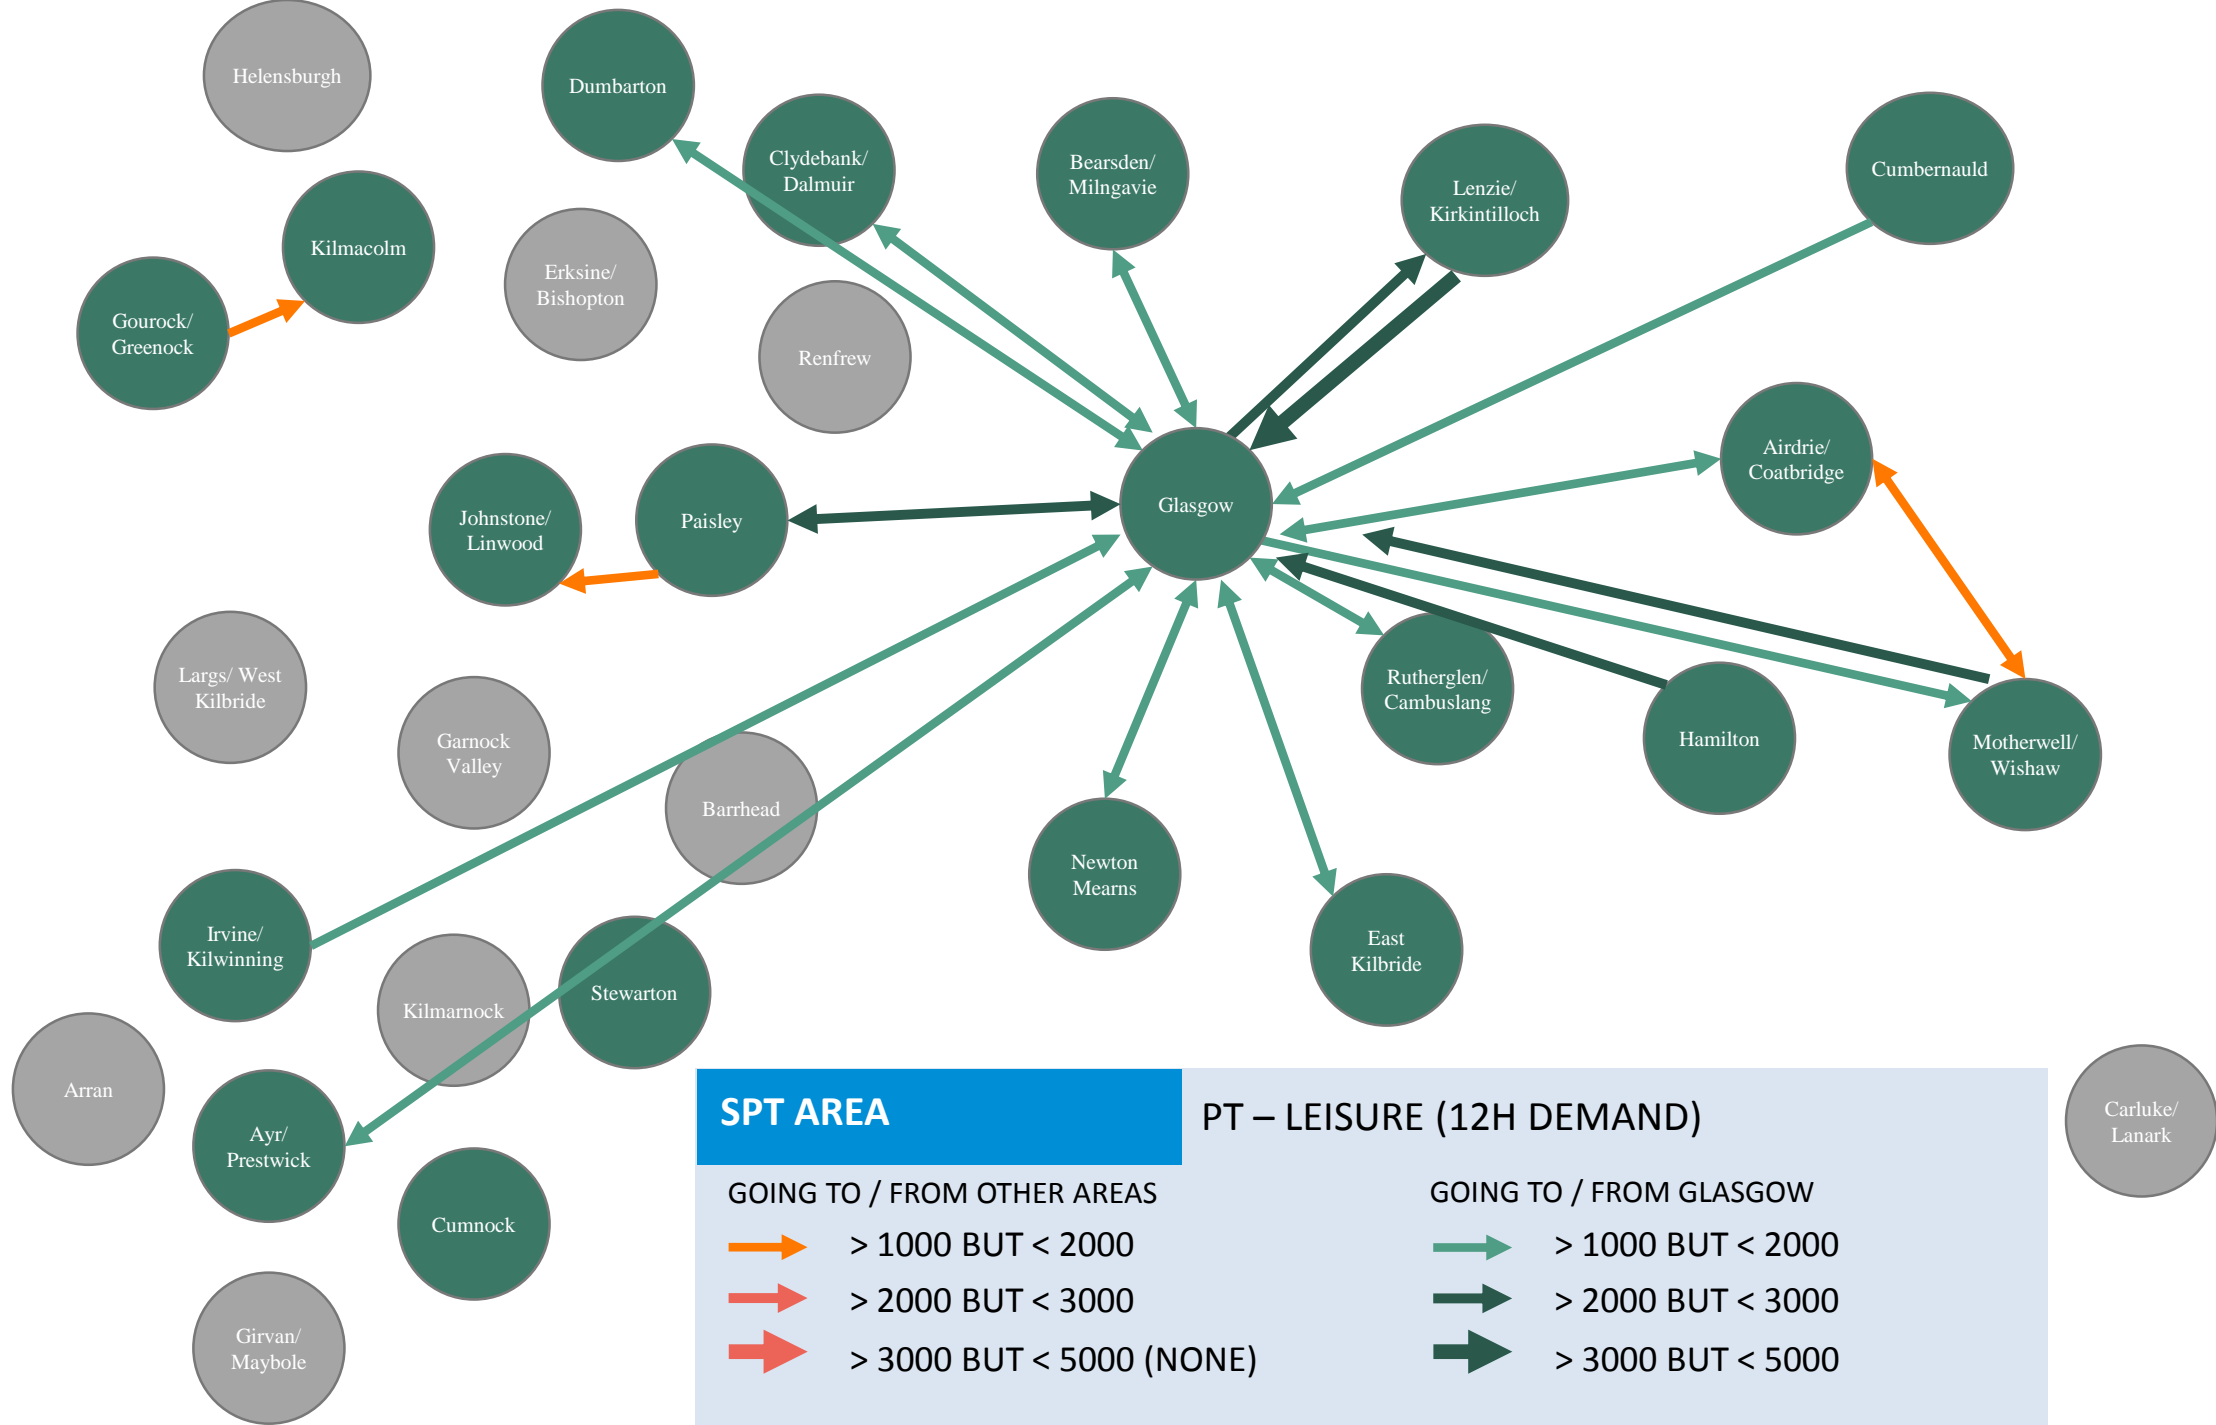 Helensburgh
Dumbarton
Clydebank/
Dalmuir
Bearsden/
Milngavie
Lenzie/
Kirkintilloch
Cumbernauld
Kilmacolm
Erksine/
Bishopton
Gourock/
Greenock
Renfrew
Airdrie/
Coatbridge
Glasgow
Johnstone/
Linwood
Paisley
Largs/ West
Kilbride
Garnock
Valley
Barrhead
Rutherglen/
Cambuslang
Hamilton
Motherwell/
Wishaw
Newton
Mearns
East
Kilbride
Irvine/
Kilwinning
Kilmarnock
Stewarton
Arran
Ayr/
Prestwick
Cumnock
Girvan/
Maybole
Carluke/
Lanark
SPT AREA
PT – LEISURE (12H DEMAND)
GOING TO / FROM OTHER AREAS
> 1000 BUT < 2000
> 2000 BUT < 3000
> 3000 BUT < 5000 (NONE)
GOING TO / FROM GLASGOW
> 1000 BUT < 2000
> 2000 BUT < 3000
> 3000 BUT < 5000